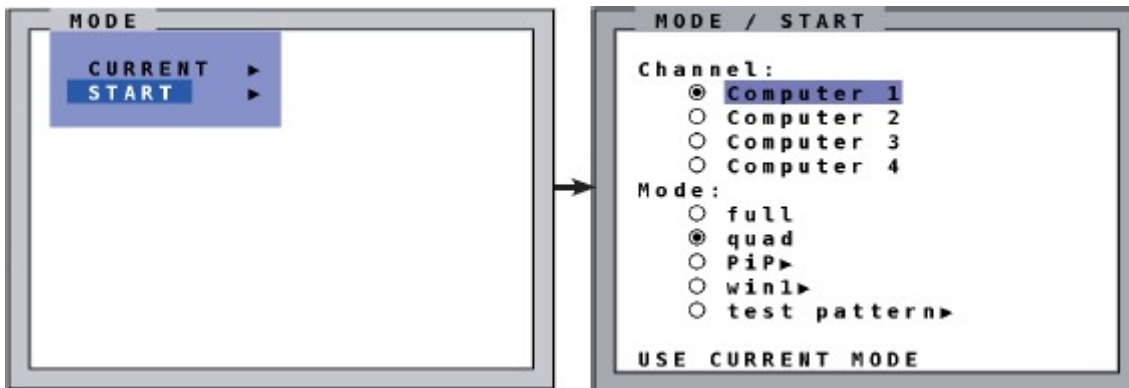 MODE
CURRENT ▶
START ▶
MODE / START
Channel:
Computer 1
Computer 2
Computer 3
Computer 4
Mode:
full
quad
PiP▶
win1▶
test pattern▶
USE CURRENT MODE